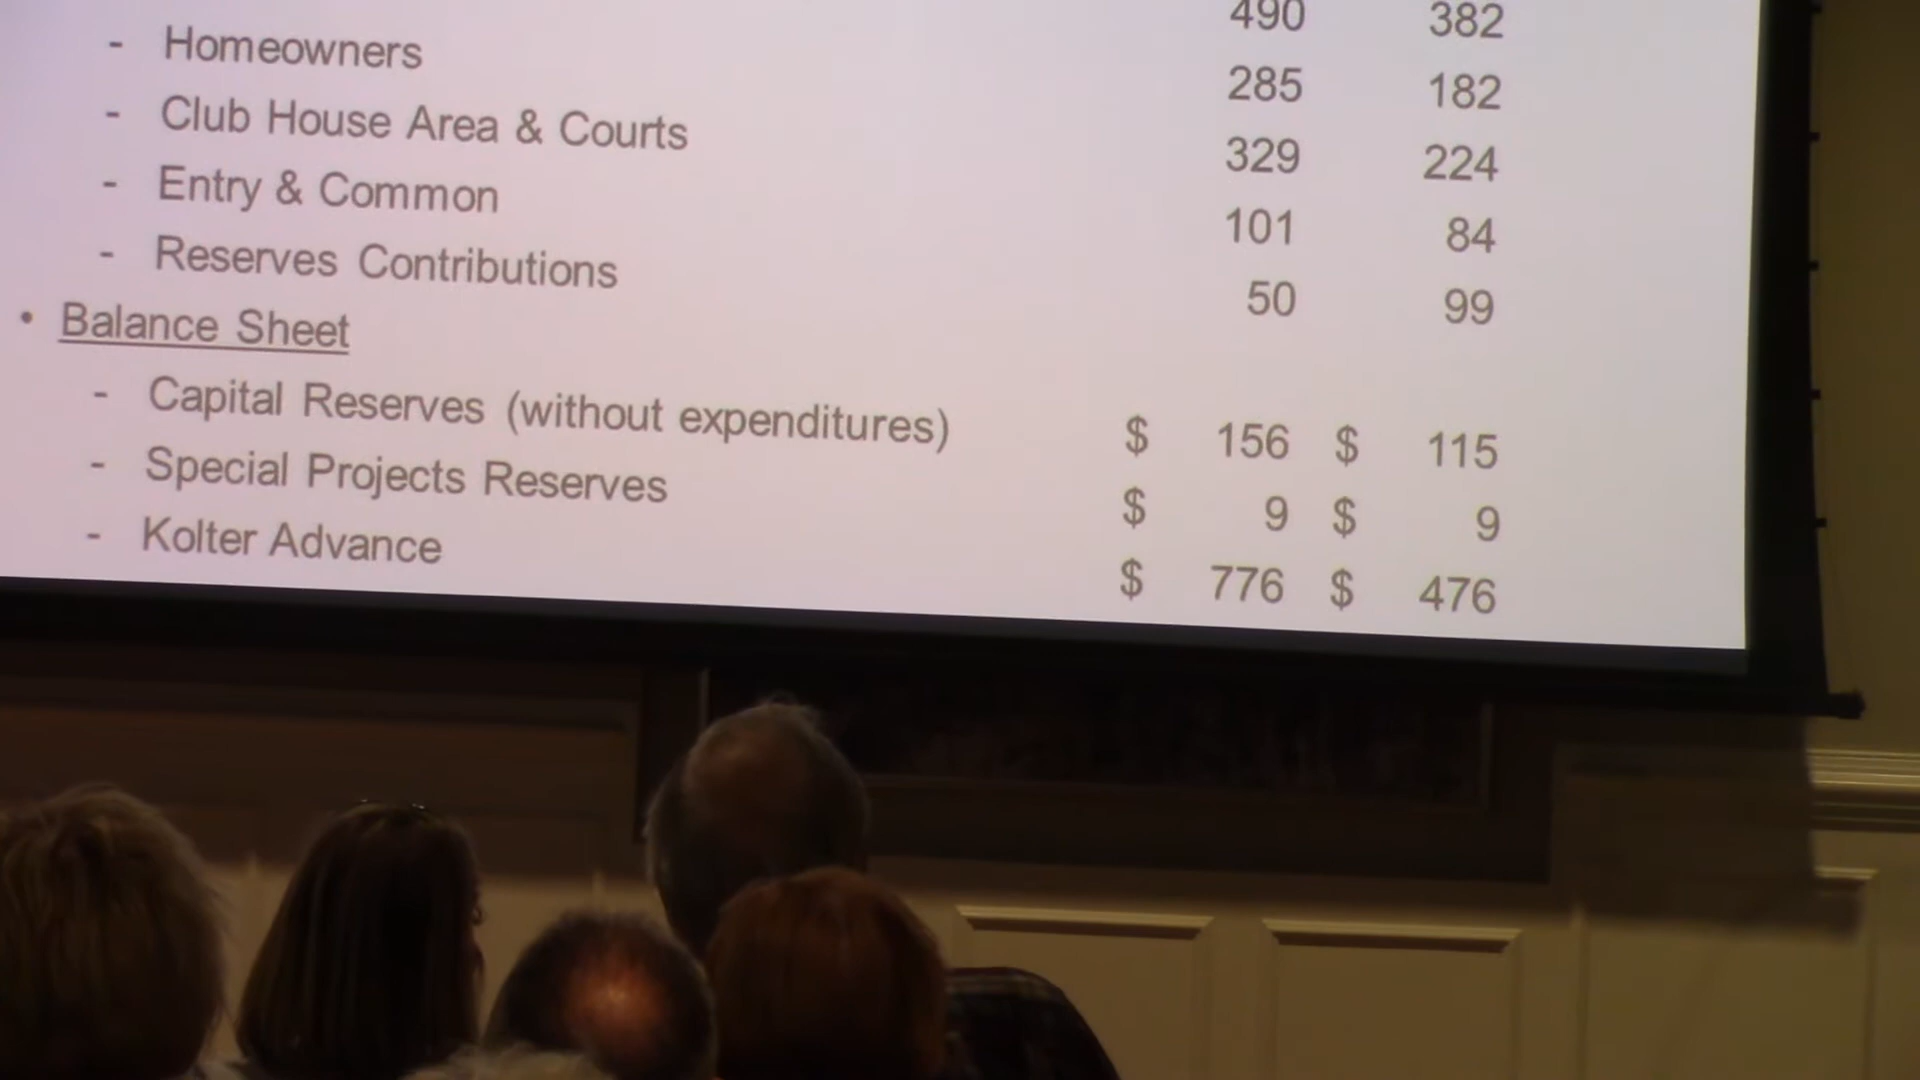 490 382
- Homeowners 285 182
- Club House Area & Courts 329 224
- Entry & Common 101 84
- Reserves Contributions 50 99
• Balance Sheet
- Capital Reserves (without expenditures) $ 156 $ 115
- Special Projects Reserves $ 9 $ 9
- Kolter Advance $ 776 $ 476